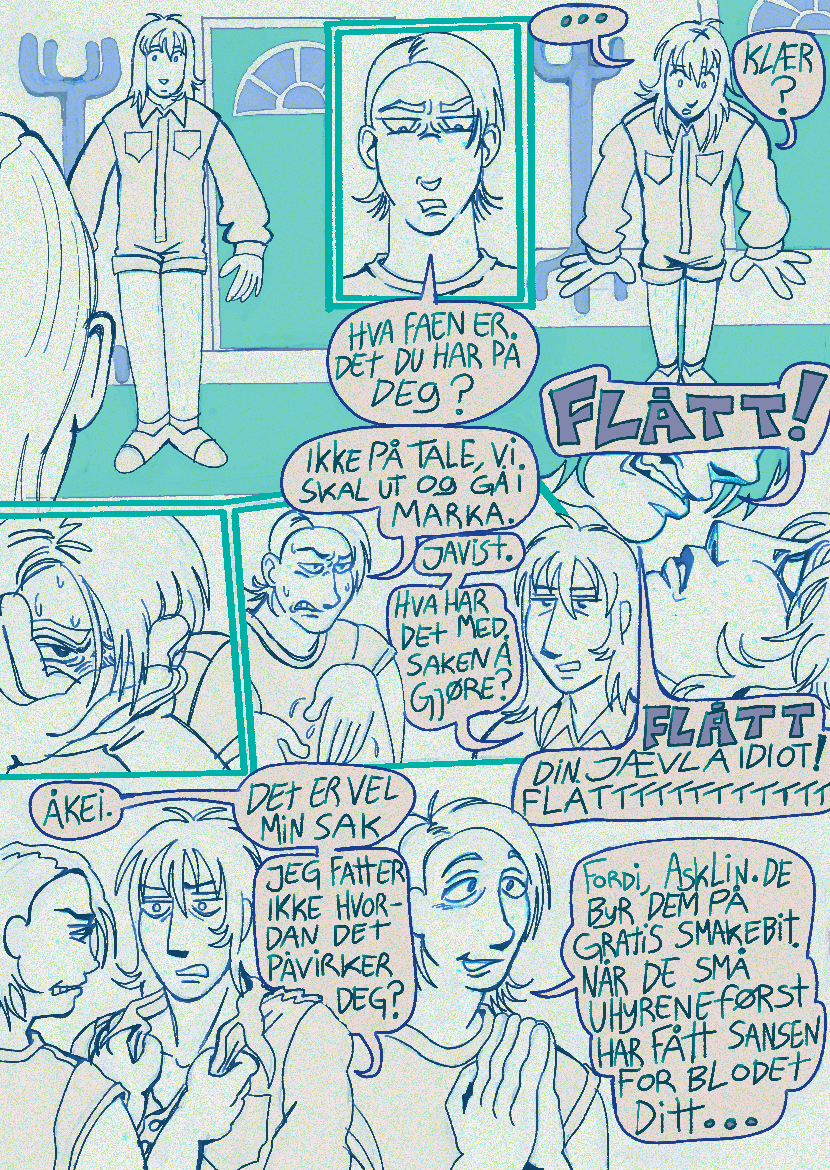 HVA FAEN ER.
DET DU HAR PÅ
DEG?
...
KLÆR
?
IKKE PÅ TALE, Vi.
SKAL UT OG GÅ i
MARKA.
JAVIST.
HVA HAR
DET MED
SAKEN Å
GjØRE?
FLÅTT!
FLÅTT
DIN JÆVLA IDIOT!
FLATTTTTTTTTTTTT
ÅKEI.
DET ER VEL
MIN SAK
JEG FATTER
IKKE HVOR-
DAN DET
PÅVIRKER
DEG?
FORDi, ASKLIN. DE
BYR DEM PÅ
GRATIS SMAKEBIT.
NÅR DE SMÅ
UHYRENE FØRST
HAR FÅTT SANSEN
FOR BLODET
DiTT...